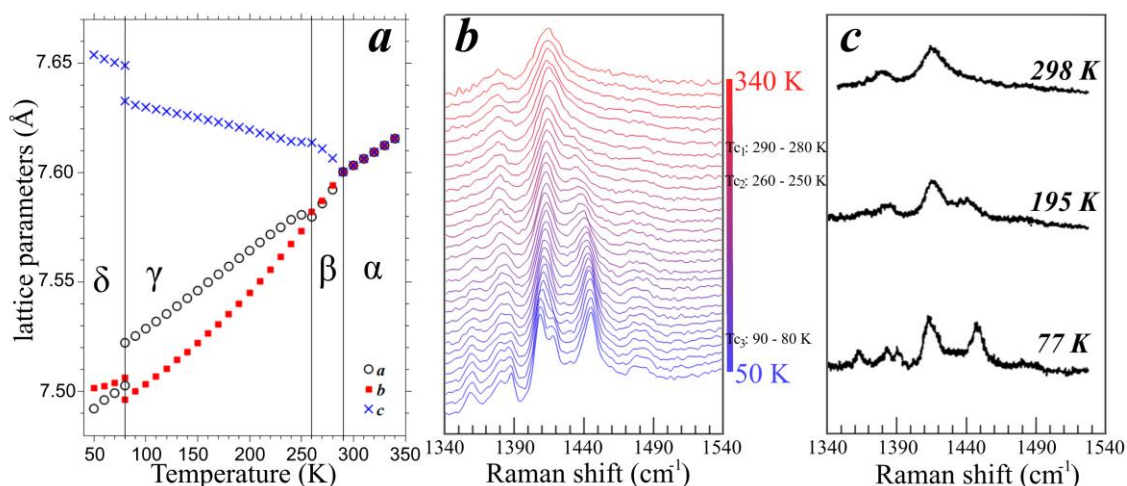 a
lattice parameters (Å)
7.65
7.60
7.55
7.50
δ
γ
β
α
a
b
c
50
100
150
200
250
300
350
Temperature (K)
b
340 K
Tc1: 290 - 280 K
Tc2: 260 - 250 K
Tc3: 90 - 80 K
50 K
1340
1390
1440
1490
1540
Raman shift (cm-1)
c
298 K
195 K
77 K
1340
1390
1440
1490
1540
Raman shift (cm-1)